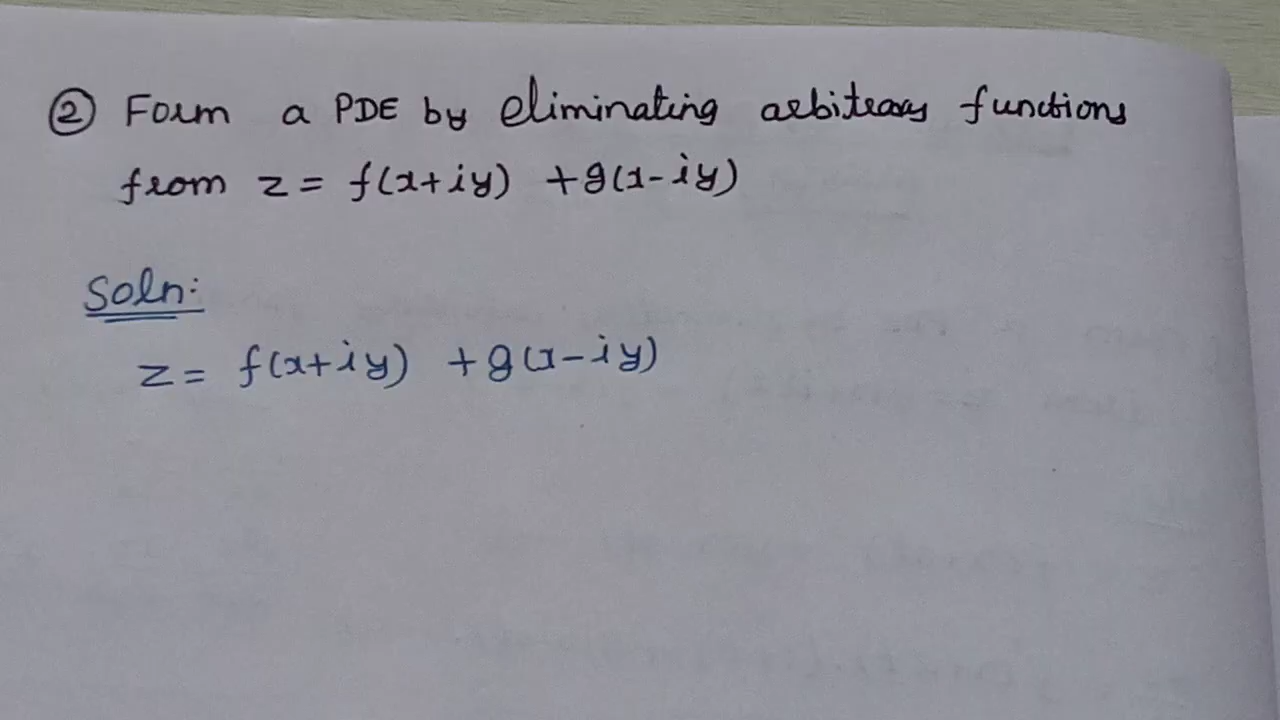 ② Form a PDE by eliminating arbitrary functions
from z = f(x+iy) +g(x-iy)
Soln:
z = f(x+iy) +g(x-iy)